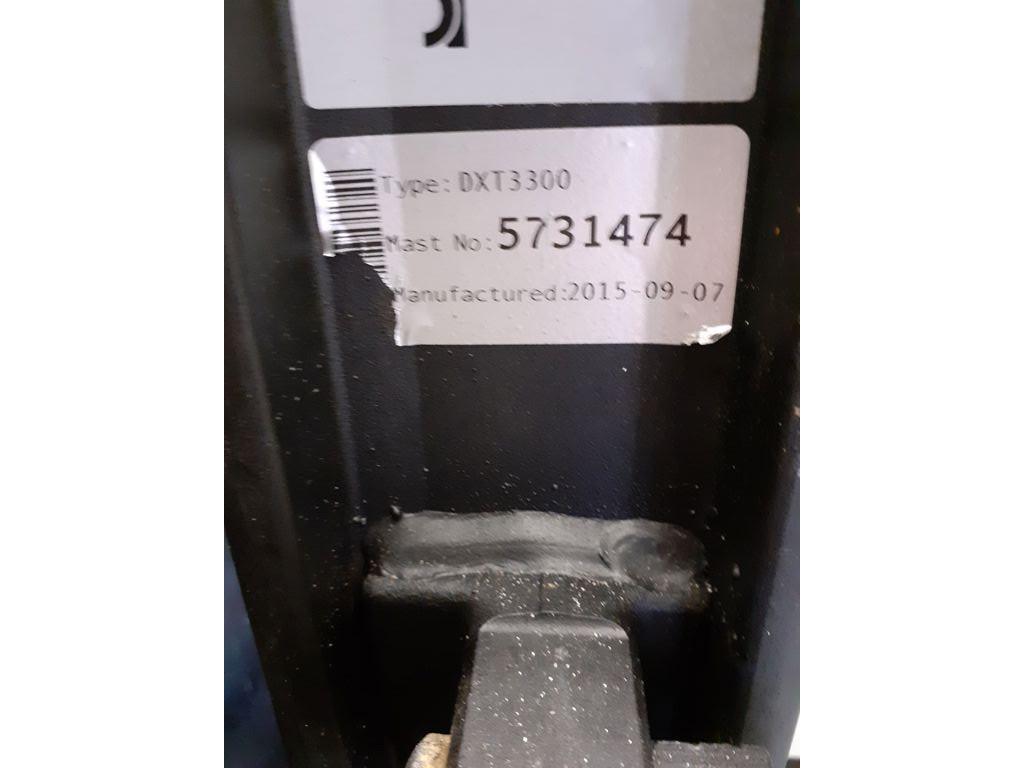 Type: DXT3300
Mast No: 5731474
Manufactured: 2015-09-07